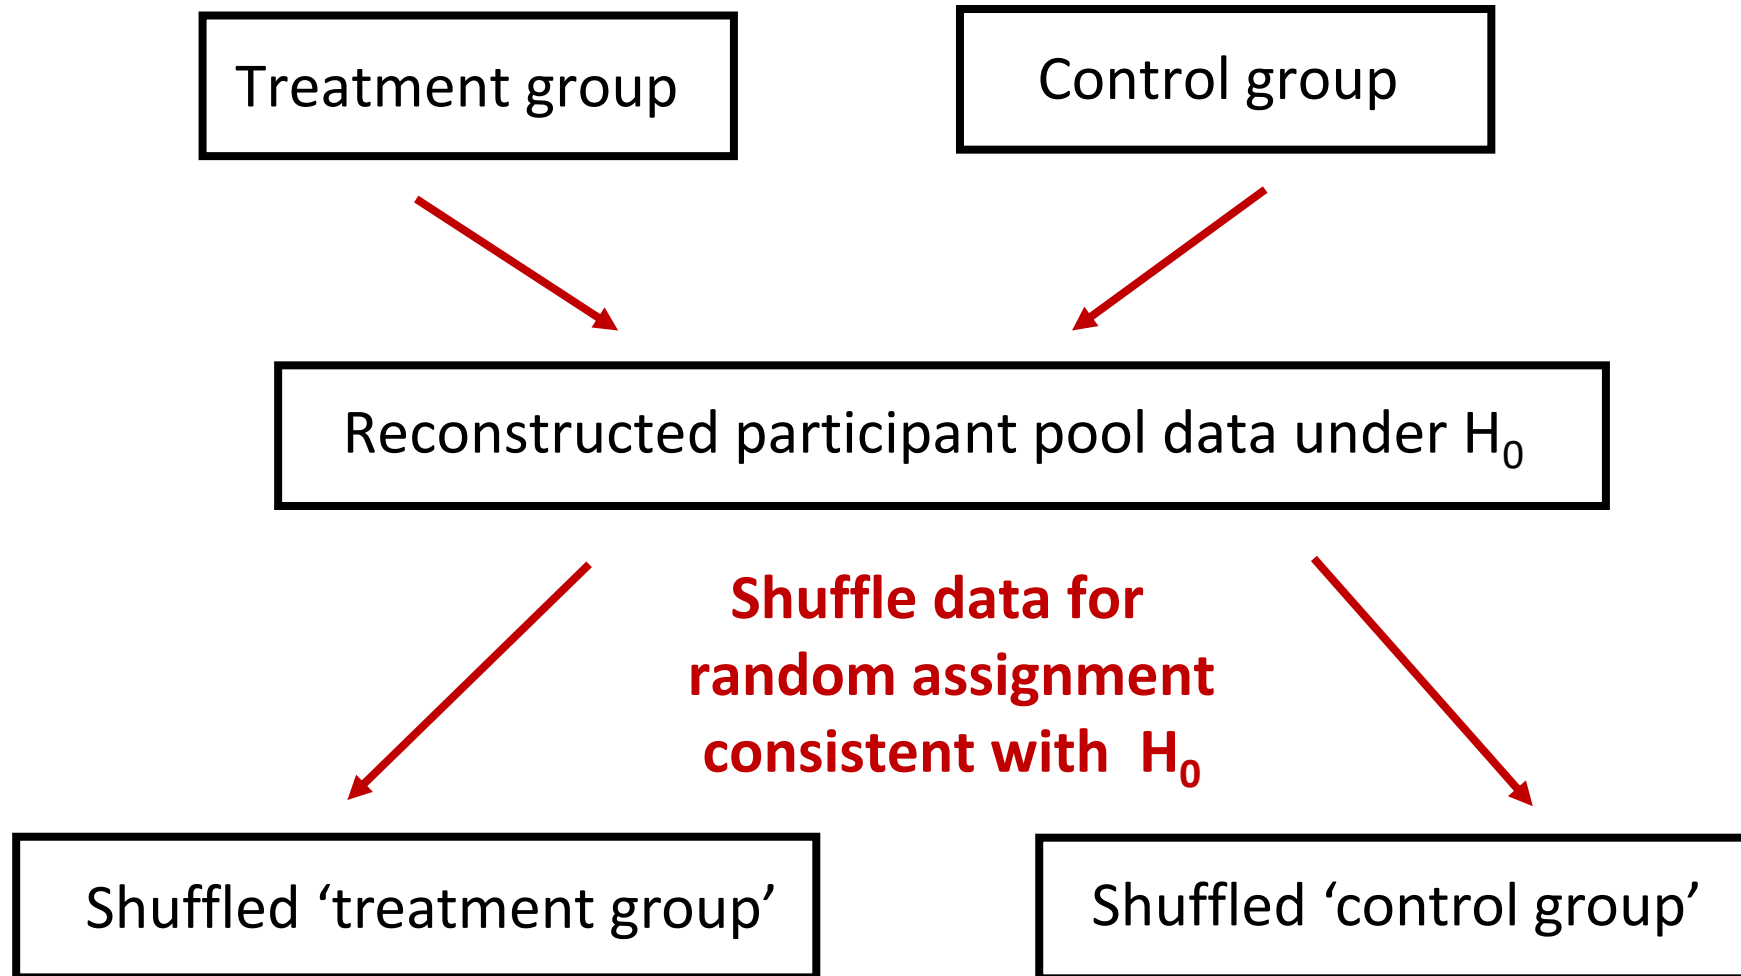 Treatment group
Control group
Reconstructed participant pool data under H₀
Shuffle data for
random assignment
consistent with H₀
Shuffled ‘treatment group’
Shuffled ‘control group’